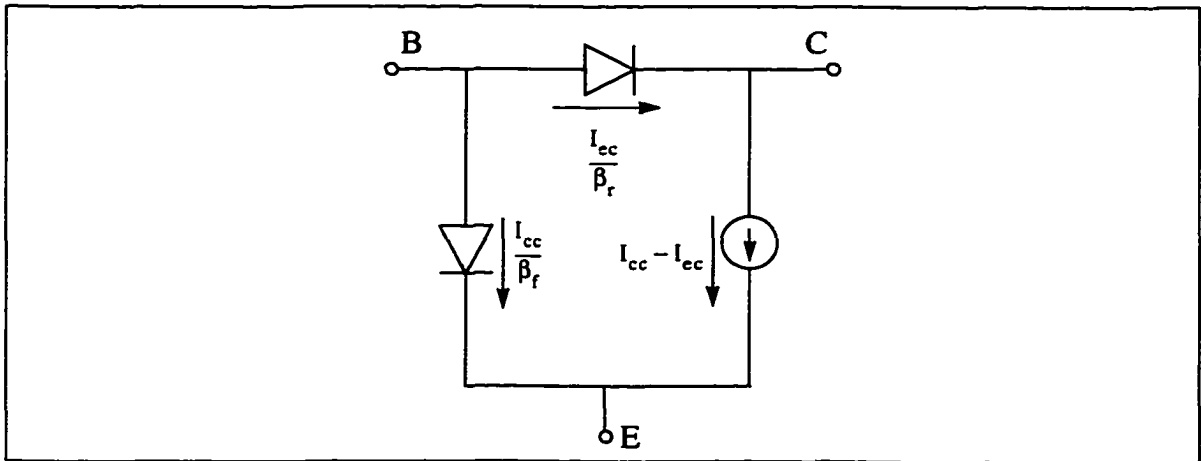 B
C
I_ec
β_r
I_cc
β_f
I_cc – I_ec
E